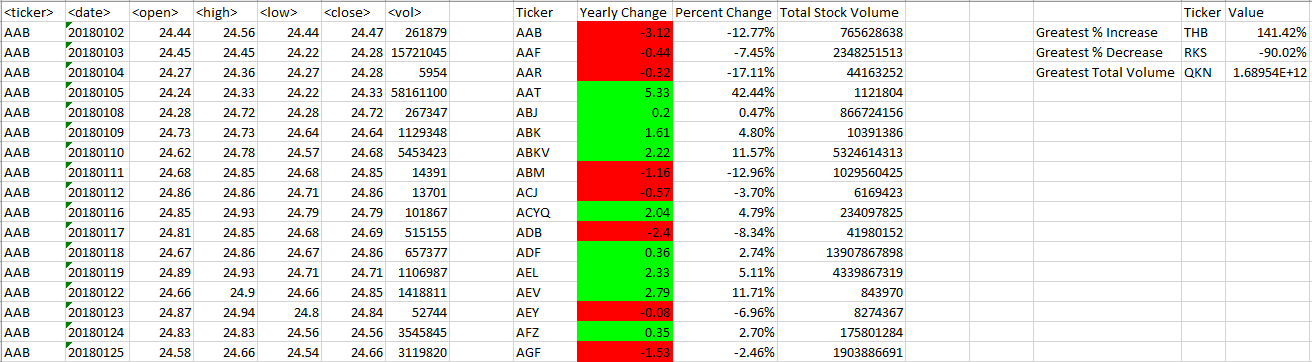 <ticker> <date> <open> <high> <low> <close> <vol> Ticker Yearly Change Percent Change Total Stock Volume Ticker Value
AAB 20180102 24.44 24.56 24.44 24.47 261879 AAB -3.12 -12.77% 765628638 Greatest % Increase THB 141.42%
AAB 20180103 24.45 24.45 24.22 24.28 15721045 AAF -0.44 -7.45% 2348251513 Greatest % Decrease RKS -90.02%
AAB 20180104 24.27 24.36 24.27 24.28 5954 AAR -0.32 -17.11% 44163252 Greatest Total Volume QKN 1.68954E+12
AAB 20180105 24.24 24.33 24.22 24.33 58161100 AAT 5.33 42.44% 1121804
AAB 20180108 24.28 24.72 24.28 24.72 267347 ABJ 0.2 0.47% 866724156
AAB 20180109 24.73 24.73 24.64 24.64 1129348 ABK 1.61 4.80% 10391386
AAB 20180110 24.62 24.78 24.57 24.68 5453423 ABKV 2.22 11.57% 5324614313
AAB 20180111 24.68 24.85 24.68 24.85 14391 ABM -1.16 -12.96% 1029560425
AAB 20180112 24.86 24.86 24.71 24.86 13701 ACJ -0.57 -3.70% 6169423
AAB 20180116 24.85 24.93 24.79 24.79 101867 ACYQ 2.04 4.79% 234097825
AAB 20180117 24.81 24.85 24.68 24.69 515155 ADB -2.4 -8.34% 41980152
AAB 20180118 24.67 24.86 24.67 24.86 657377 ADF 0.36 2.74% 13907867898
AAB 20180119 24.89 24.93 24.71 24.71 1106987 AEL 2.33 5.11% 4339867319
AAB 20180122 24.66 24.9 24.66 24.85 1418811 AEV 2.79 11.71% 843970
AAB 20180123 24.87 24.94 24.8 24.84 52744 AEY -0.08 -6.96% 8274367
AAB 20180124 24.83 24.83 24.56 24.56 3545845 AFZ 0.35 2.70% 175801284
AAB 20180125 24.58 24.66 24.54 24.66 3119820 AGF -1.53 -2.46% 1903886691